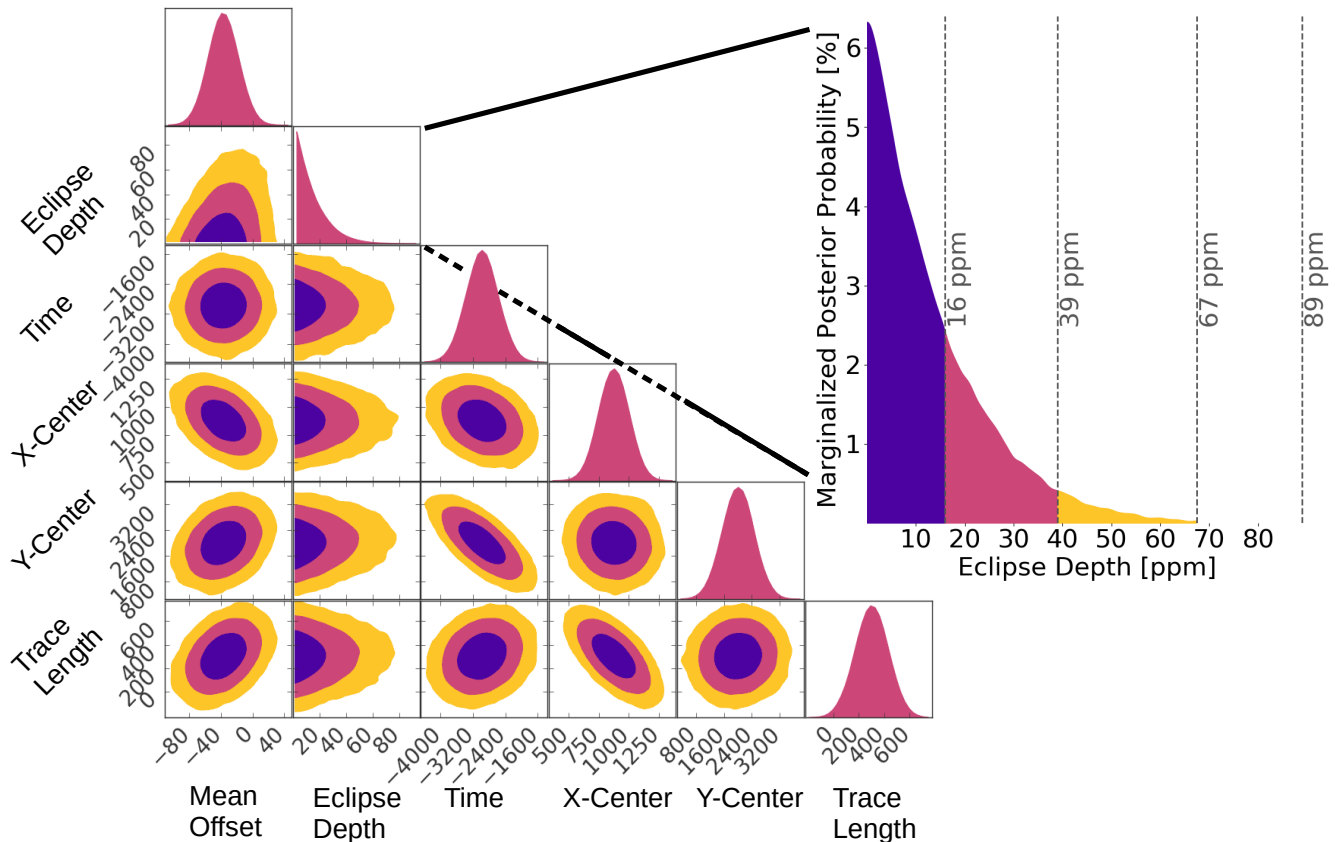 Eclipse
Depth
80
60
40
20
Time
−1600
−2400
−3200
−4000
X-Center
1250
1000
750
500
Y-Center
3200
2400
1600
800
Trace
Length
600
400
200
0
−80
−40
0
40
20
40
60
80
−4000
−3200
−2400
−1600
500
750
1000
1250
800
1600
2400
3200
0
200
400
600
Mean
Offset
Eclipse
Depth
Time
X-Center
Y-Center
Trace
Length
Marginalized Posterior Probability [%]
6
5
4
3
2
1
16 ppm
39 ppm
67 ppm
89 ppm
10 20 30 40 50 60 70 80
Eclipse Depth [ppm]